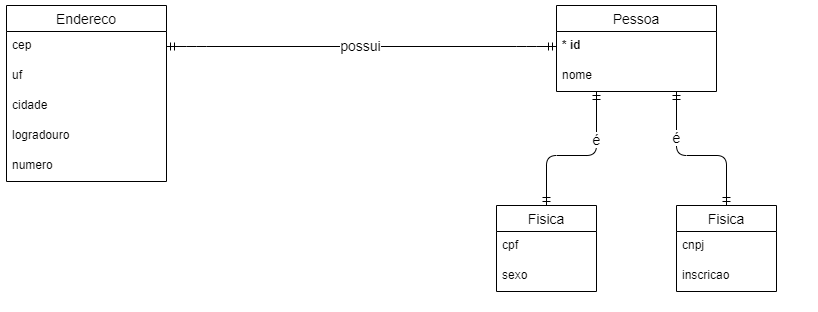 Endereco
cep
uf
cidade
logradouro
numero
possui
Pessoa
* id
nome
é
é
Fisica
cpf
sexo
Fisica
cnpj
inscricao